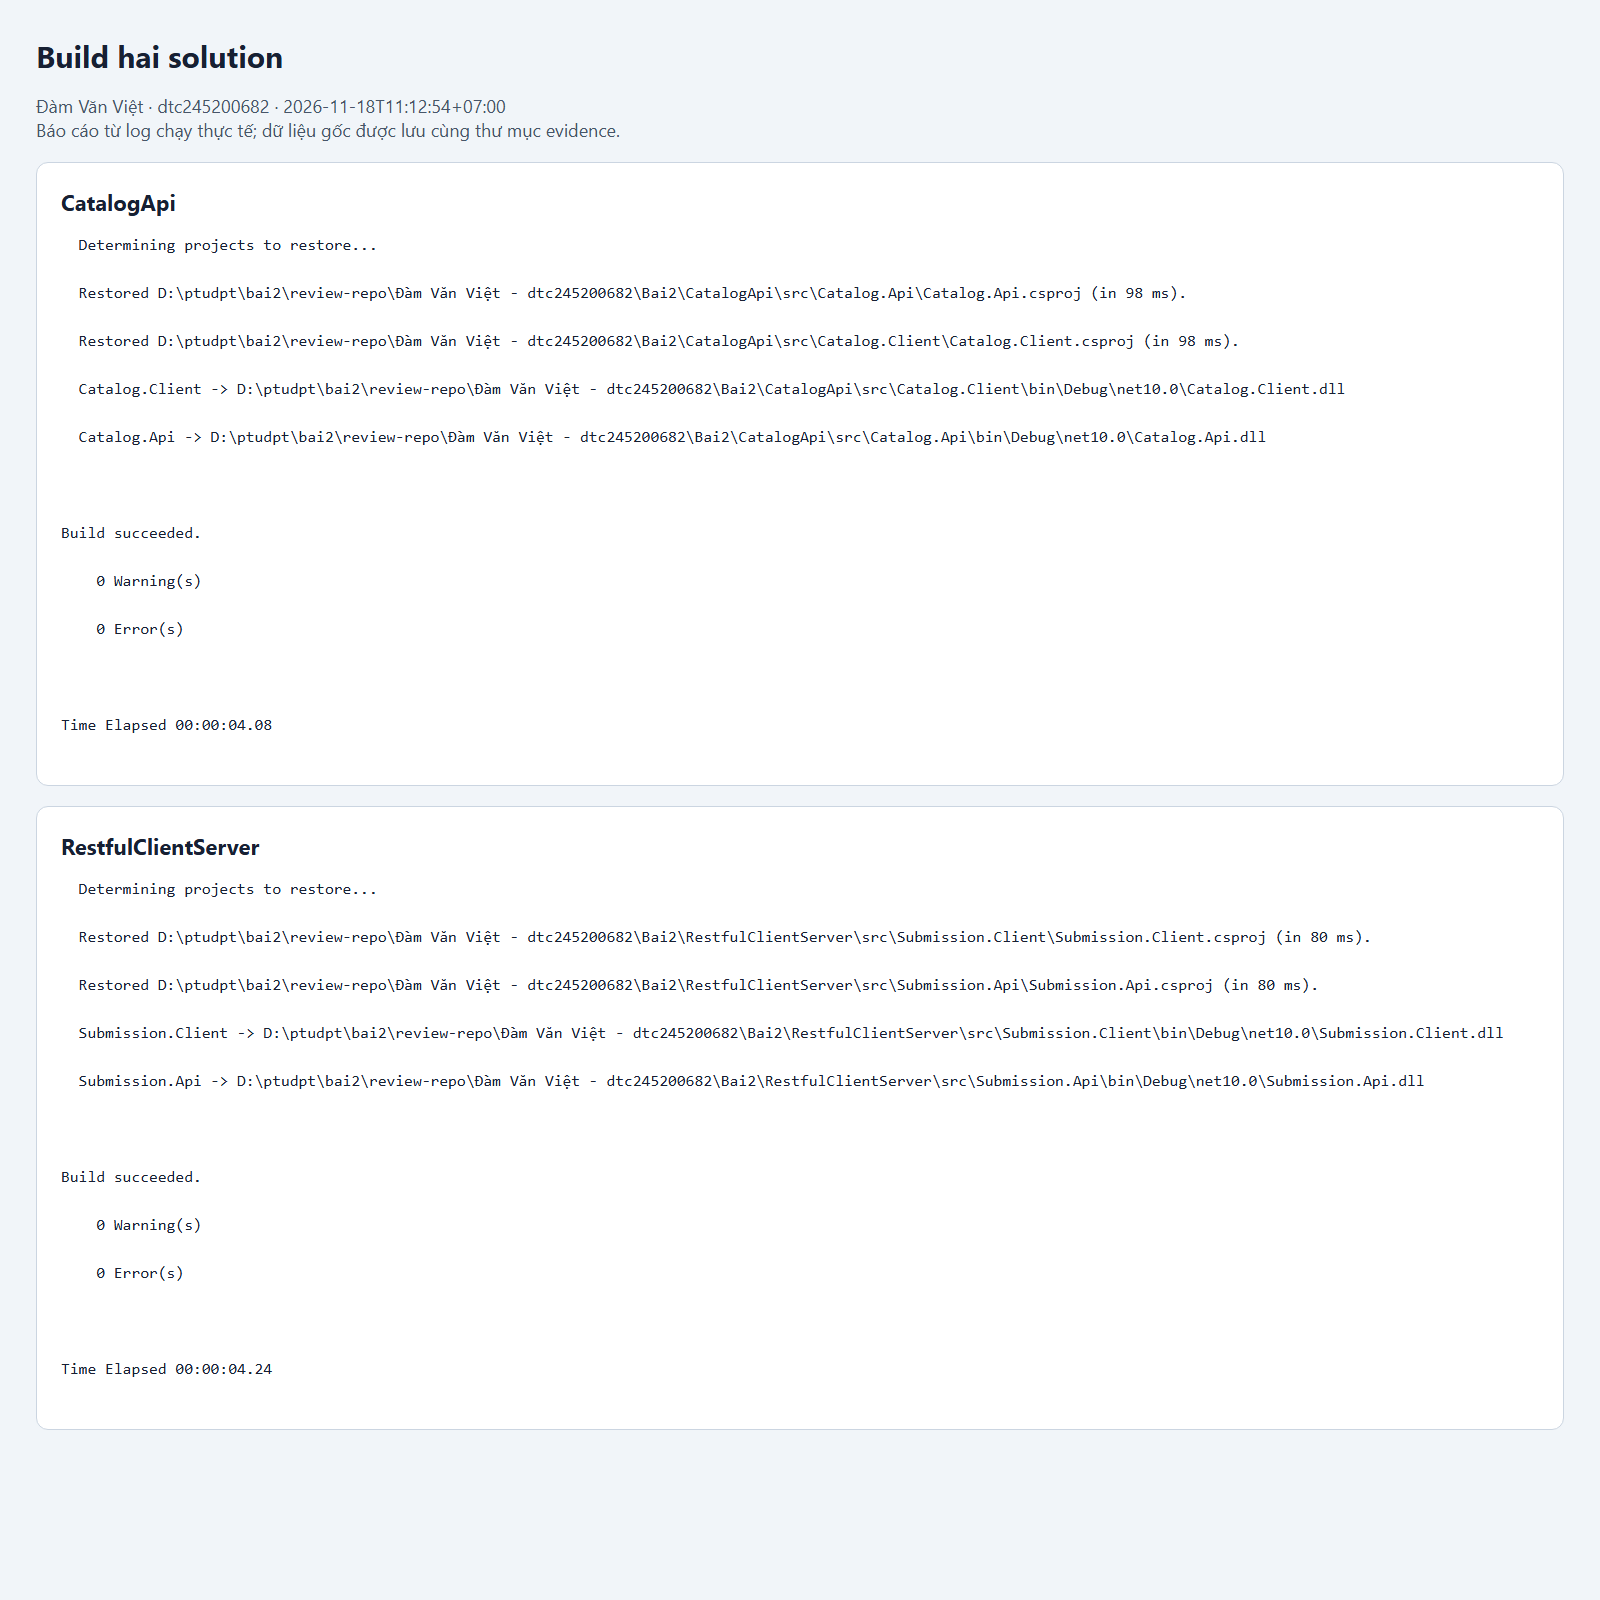 Build hai solution
Đàm Văn Việt · dtc245200682 · 2026-11-18T11:12:54+07:00
Báo cáo từ log chạy thực tế; dữ liệu gốc được lưu cùng thư mục evidence.
CatalogApi
Determining projects to restore...
Restored D:\ptudpt\bai2\review-repo\Đàm Văn Việt - dtc245200682\Bai2\CatalogApi\src\Catalog.Api\Catalog.Api.csproj (in 98 ms).
Restored D:\ptudpt\bai2\review-repo\Đàm Văn Việt - dtc245200682\Bai2\CatalogApi\src\Catalog.Client\Catalog.Client.csproj (in 98 ms).
Catalog.Client -> D:\ptudpt\bai2\review-repo\Đàm Văn Việt - dtc245200682\Bai2\CatalogApi\src\Catalog.Client\bin\Debug\net10.0\Catalog.Client.dll
Catalog.Api -> D:\ptudpt\bai2\review-repo\Đàm Văn Việt - dtc245200682\Bai2\CatalogApi\src\Catalog.Api\bin\Debug\net10.0\Catalog.Api.dll
Build succeeded.
0 Warning(s)
0 Error(s)
Time Elapsed 00:00:04.08
RestfulClientServer
Determining projects to restore...
Restored D:\ptudpt\bai2\review-repo\Đàm Văn Việt - dtc245200682\Bai2\RestfulClientServer\src\Submission.Client\Submission.Client.csproj (in 80 ms).
Restored D:\ptudpt\bai2\review-repo\Đàm Văn Việt - dtc245200682\Bai2\RestfulClientServer\src\Submission.Api\Submission.Api.csproj (in 80 ms).
Submission.Client -> D:\ptudpt\bai2\review-repo\Đàm Văn Việt - dtc245200682\Bai2\RestfulClientServer\src\Submission.Client\bin\Debug\net10.0\Submission.Client.dll
Submission.Api -> D:\ptudpt\bai2\review-repo\Đàm Văn Việt - dtc245200682\Bai2\RestfulClientServer\src\Submission.Api\bin\Debug\net10.0\Submission.Api.dll
Build succeeded.
0 Warning(s)
0 Error(s)
Time Elapsed 00:00:04.24